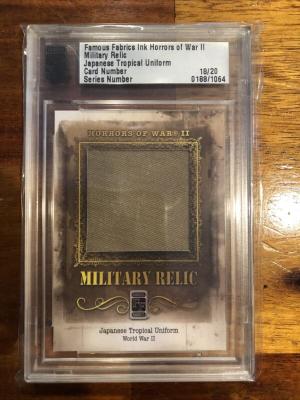 Famous Fabrics Ink Horrors of War II
Military Relic
Japanese Tropical Uniform
Card Number 18/20
Series Number 0188/1064
HORRORS OF WAR II
MILITARY RELIC
Japanese Tropical Uniform
World War II